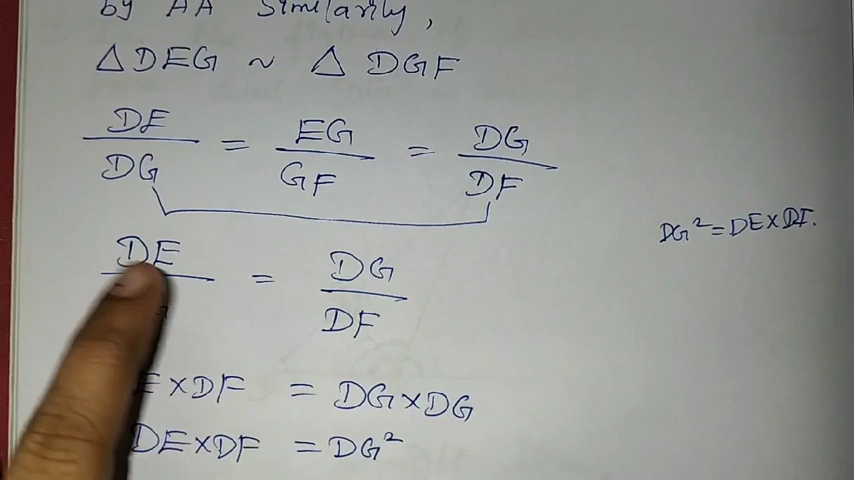 by AA Similarity,
△ DEG ~ △ DGF
DE/DG = EG/GF = DG/DF
DG² = DE×DF.
DE = DG/DF
E×DF = DG×DG
DE×DF = DG²